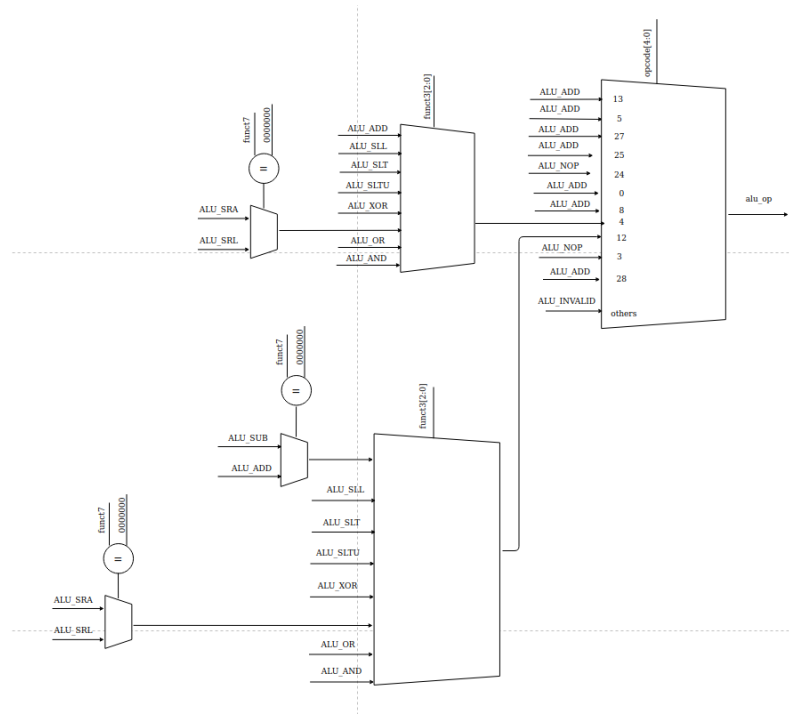 opcode[4:0]
ALU_ADD
13
ALU_ADD
5
ALU_ADD
27
ALU_ADD
25
ALU_NOP
24
ALU_ADD
0
ALU_ADD
8
4
12
ALU_NOP
3
ALU_ADD
28
ALU_INVALID
others
alu_op
funct3[2:0]
ALU_ADD
ALU_SLL
ALU_SLT
ALU_SLTU
ALU_XOR
ALU_OR
ALU_AND
funct7
0000000
=
ALU_SRA
ALU_SRL
funct7
0000000
=
ALU_SUB
ALU_ADD
funct3[2:0]
ALU_SLL
ALU_SLT
ALU_SLTU
ALU_XOR
ALU_OR
ALU_AND
funct7
0000000
=
ALU_SRA
ALU_SRL